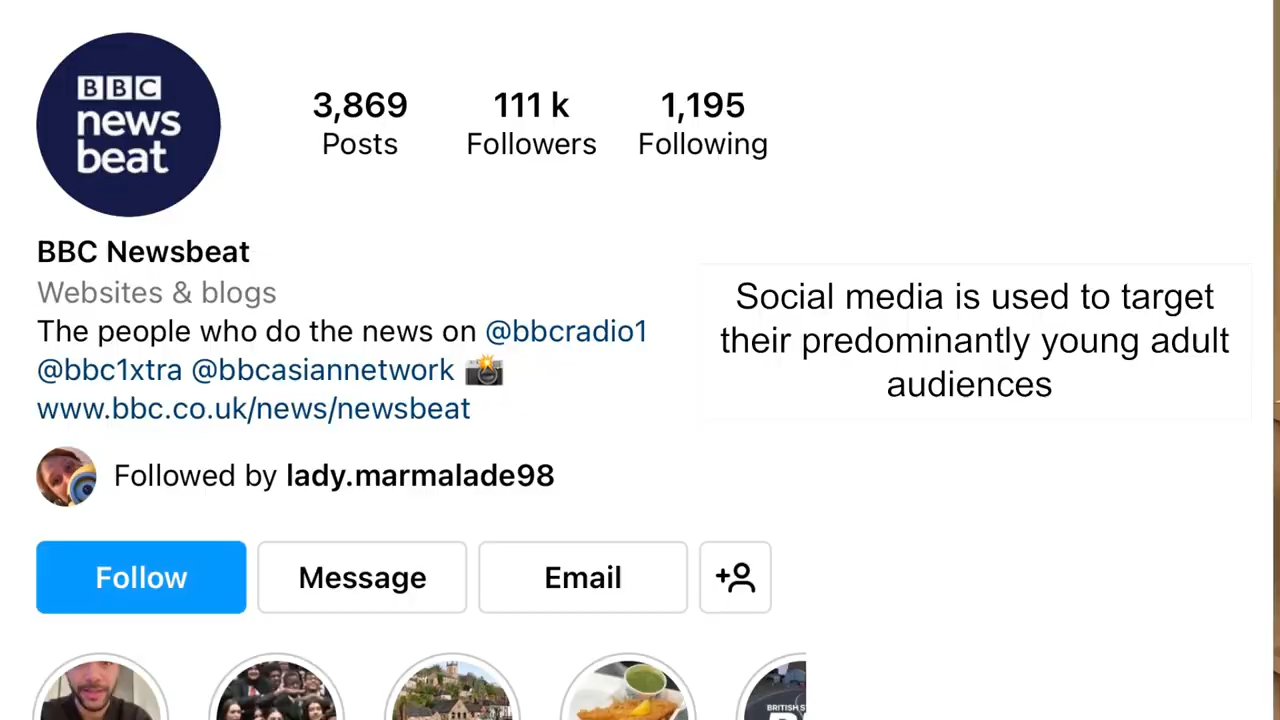 BBC
news
beat
3,869
Posts
111 k
Followers
1,195
Following
BBC Newsbeat
Websites & blogs
The people who do the news on @bbcradio1
@bbc1xtra @bbcasiannetwork
www.bbc.co.uk/news/newsbeat
Followed by lady.marmalade98
Follow
Message
Email
Social media is used to target
their predominantly young adult
audiences
BRITISH